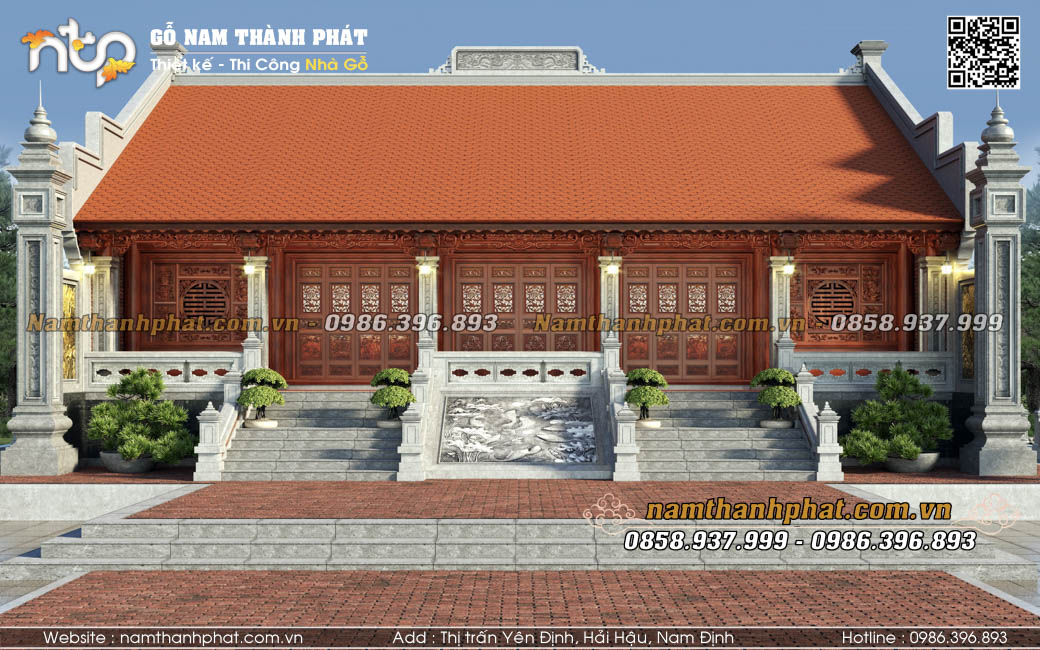 ntp
GỖ NAM THÀNH PHÁT
Thiết kế - Thi Công Nhà Gỗ
Namthanhphat.com.vn - 0986.396.893
Namthanhphat.com.vn - 0858.937.999
namthanhphat.com.vn
0858.937.999 - 0986.396.893
Website : namthanhphat.com.vn
Add : Thị trấn Yên Định, Hải Hậu, Nam Định
Hotline : 0986.396.893